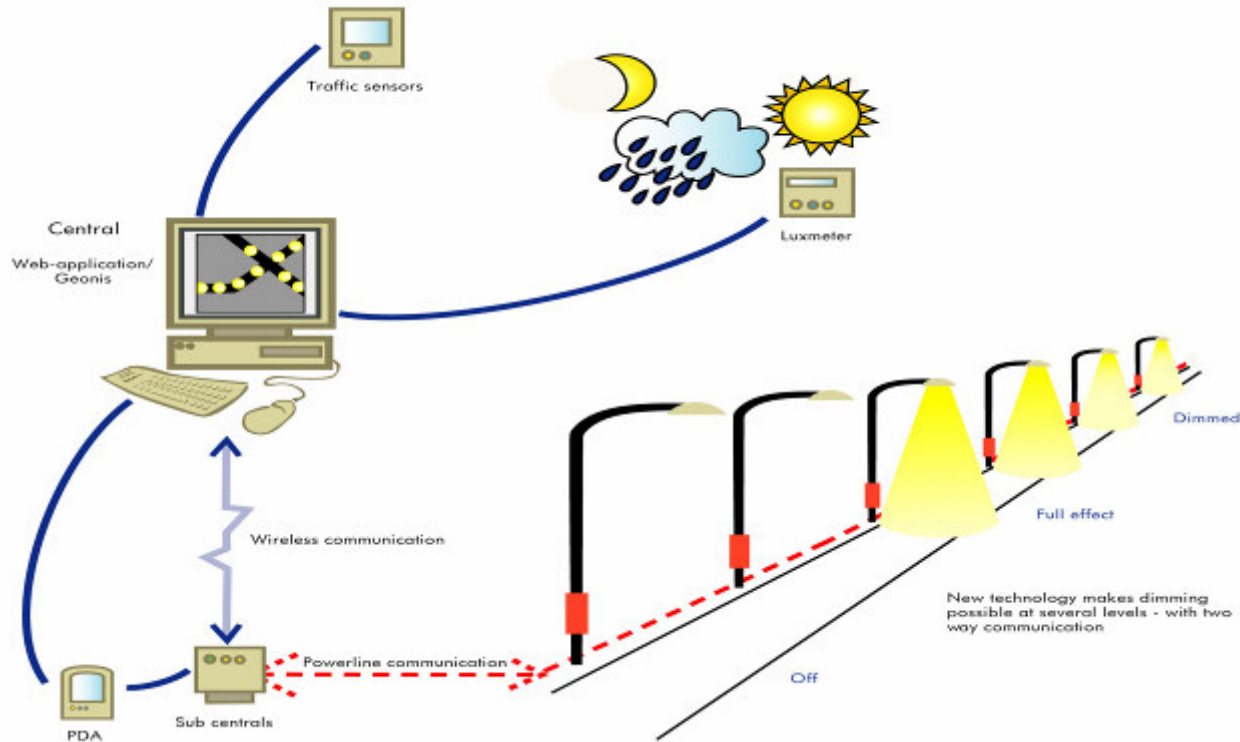 Traffic sensors
Central
Web-application/
Geonis
Luxmeter
Dimmed
Full effect
Wireless communication
New technology makes dimming
possible at several levels - with two
way communication
Powerline communication
Off
Sub centrals
PDA